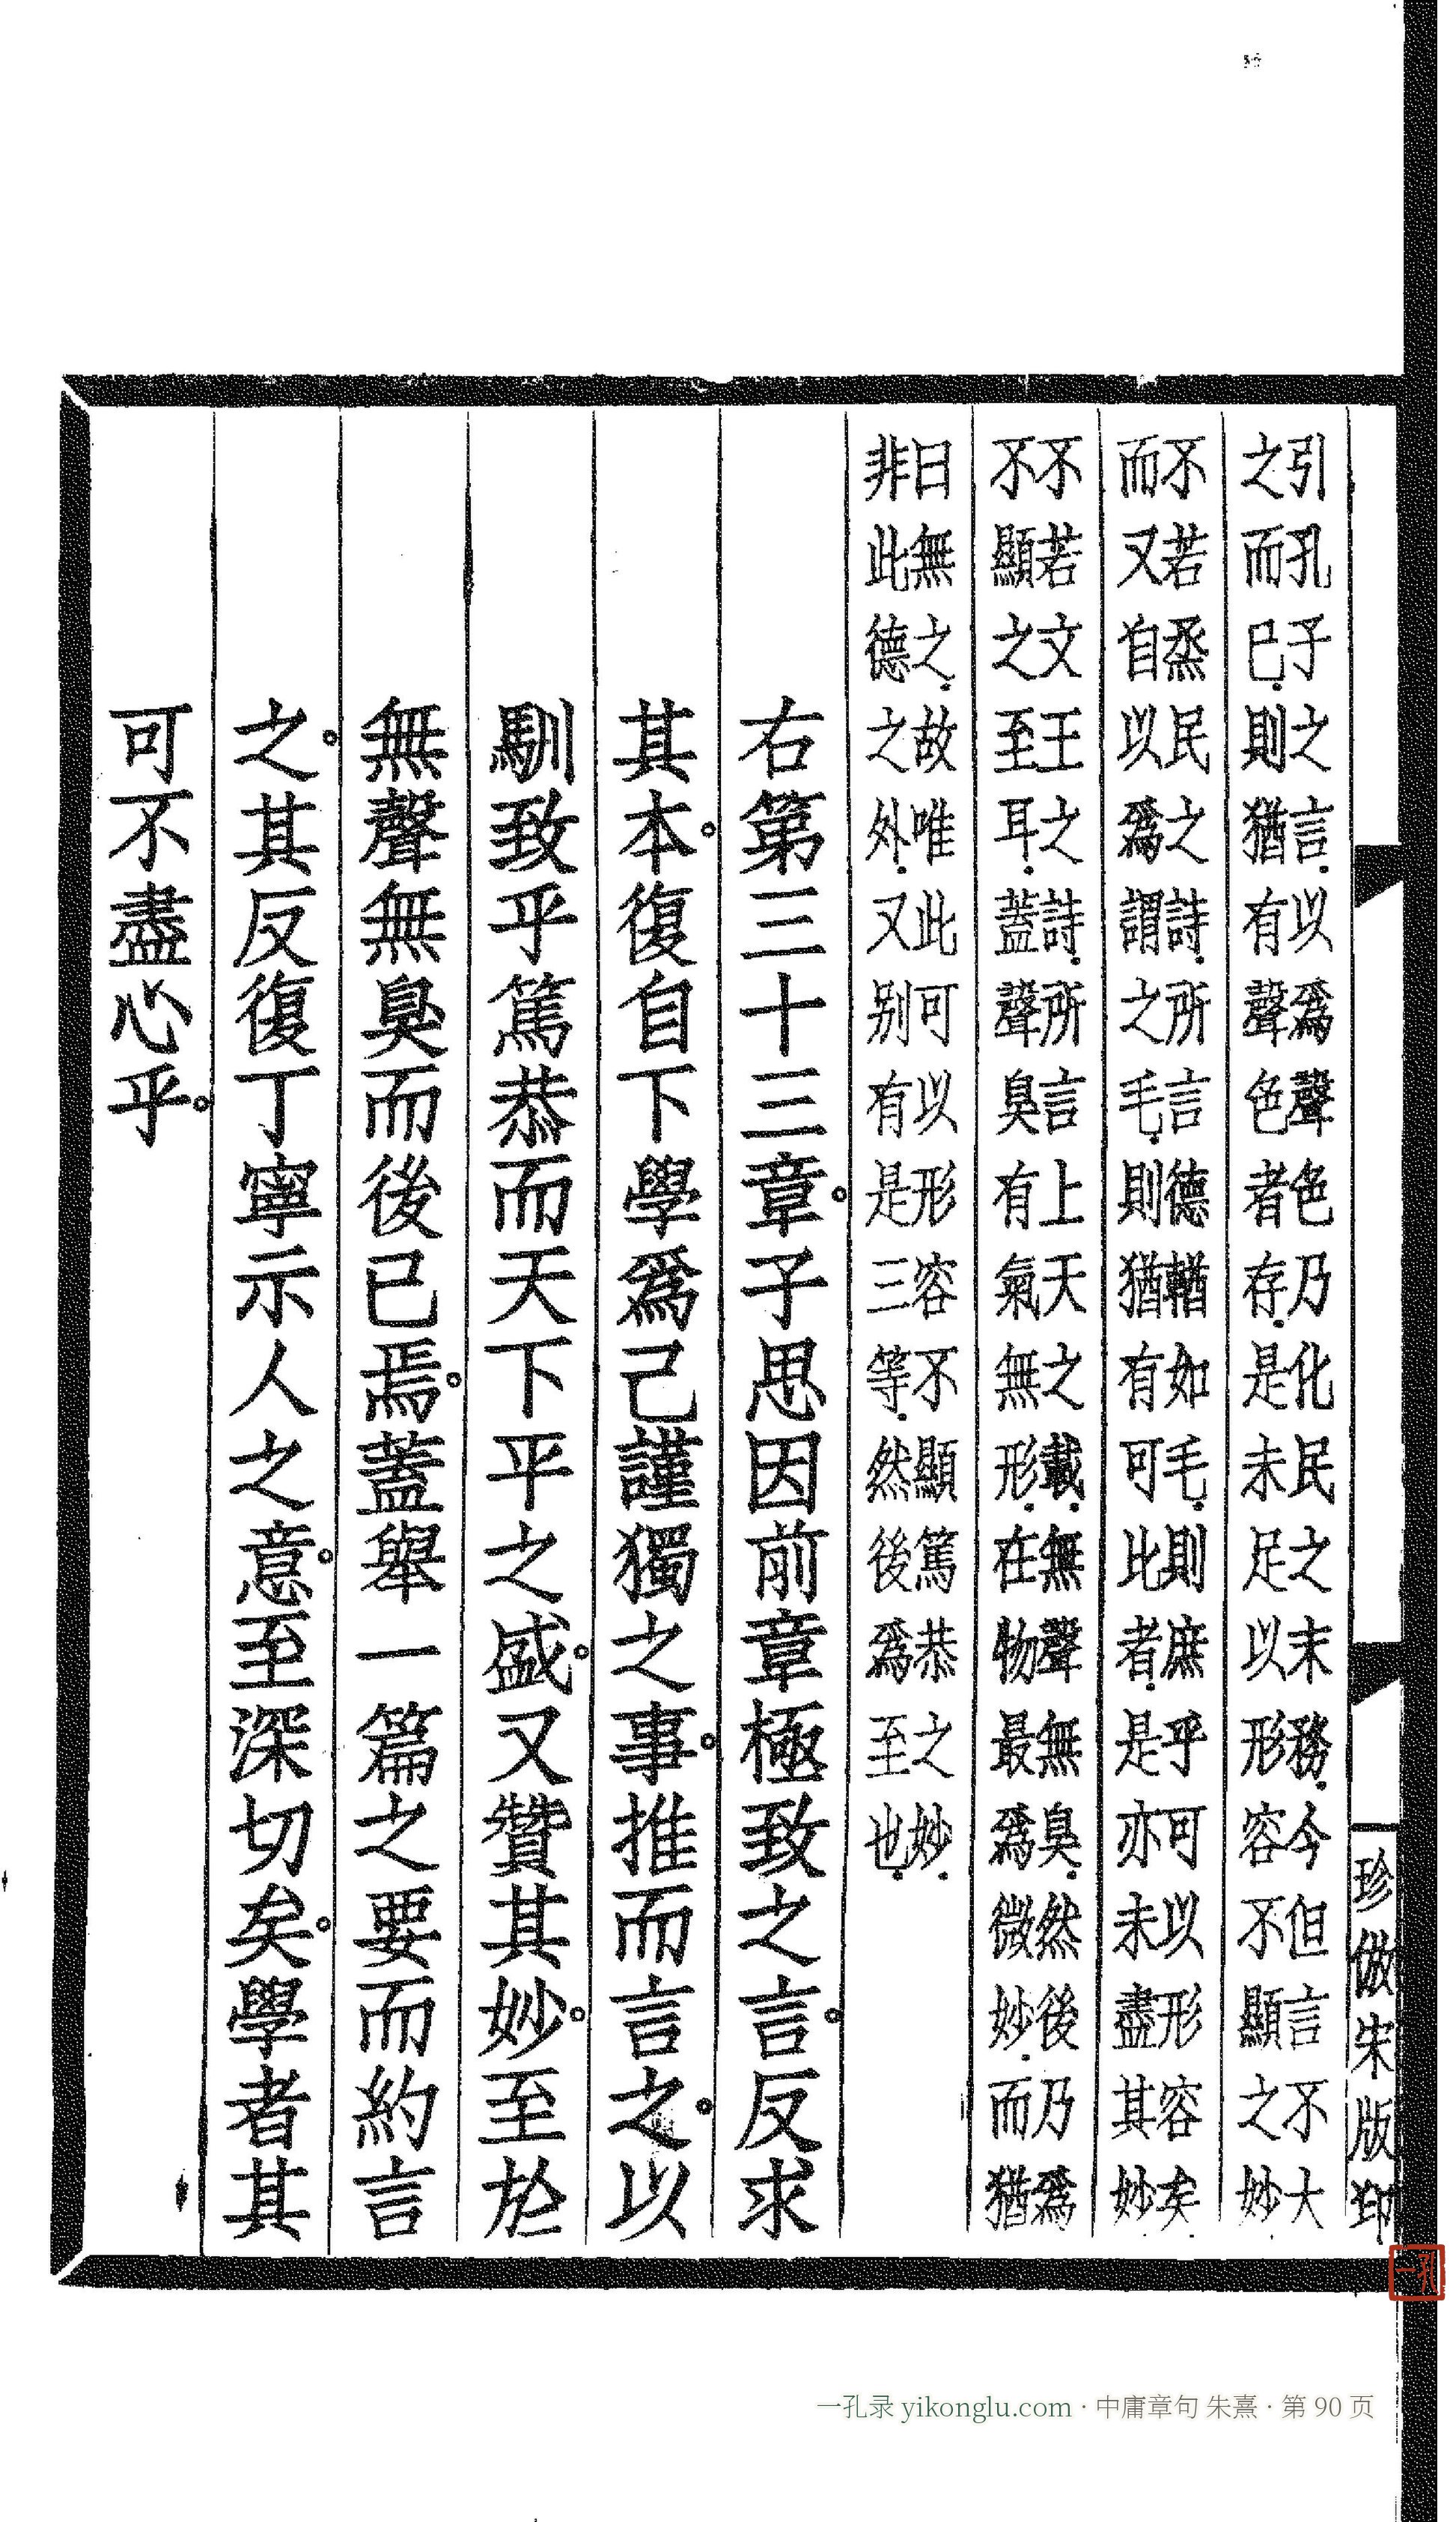 引孔子之言以爲聲色乃化民之末務今但言不大
之而已則猶有聲色者存是未足以形容不顯之妙
不若烝民之詩所言德輶如毛則庶乎可以形容矣
而又自以爲謂之毛則猶有可比者是亦未盡其妙
不若文王之詩所言上天之載無聲無臭然後乃爲
不顯之至耳蓋聲臭有氣無形在物最爲微妙而猶
曰無之故唯此可以形容不顯篤恭之妙
非此德之外又别有是三等然後爲至也
右第三十三章。子思因前章極致之言。反求
其本。復自下學爲己謹獨之事。推而言之。以
馴致乎篤恭而天下平之盛。又贊其妙。至於
無聲無臭而後已焉。蓋舉一篇之要而約言
之。其反復丁寧示人之意。至深切矣。學者其
可不盡心乎。
珍倣宋版印
一孔
一孔录 yikonglu.com · 中庸章句 朱熹 · 第 90 页